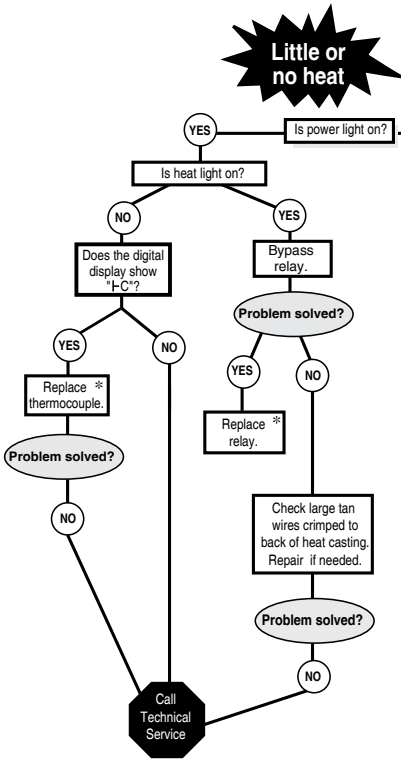 Little or
no heat
YES
Is power light on?
Is heat light on?
NO
YES
Does the digital
display show
"⊢C"?
Bypass
relay.
Problem solved?
YES
NO
YES
NO
Replace *
thermocouple.
Replace *
relay.
Problem solved?
NO
Check large tan
wires crimped to
back of heat casting.
Repair if needed.
Problem solved?
NO
Call
Technical
Service